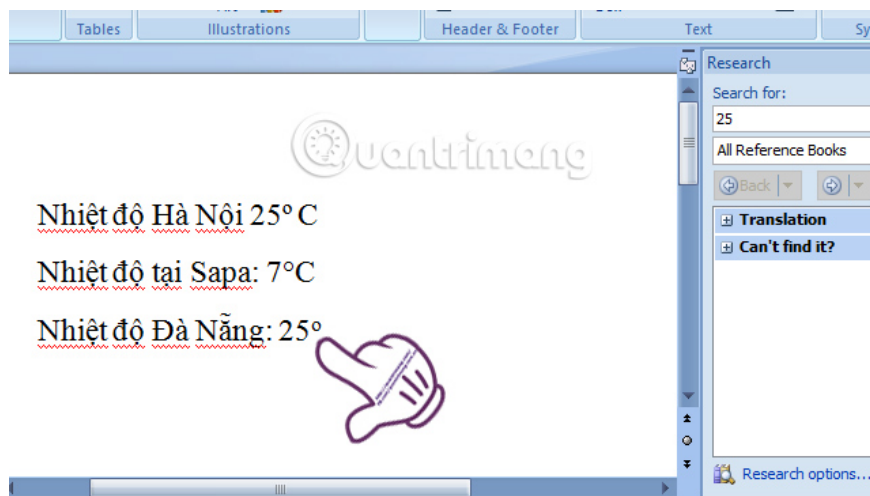 Tables
Illustrations
Header & Footer
Text
Sy
Research
Search for:
25
All Reference Books
Back
Translation
Can't find it?
Quantrimang
Nhiệt độ Hà Nội 25º C
Nhiệt độ tại Sapa: 7°C
Nhiệt độ Đà Nẵng: 25º
Research options...